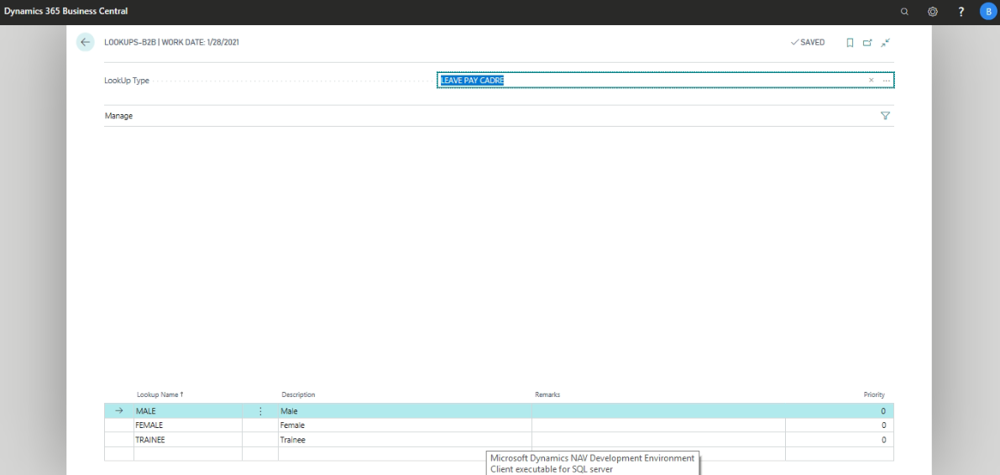 Dynamics 365 Business Central
? B
LOOKUPS-B2B | WORK DATE: 1/28/2021 ✓ SAVED
LookUp Type LEAVE PAY CADRE × ...
Manage
Lookup Name ↑ Description Remarks Priority
→ MALE ⋮ Male 0
FEMALE Female 0
TRAINEE Trainee 0
Microsoft Dynamics NAV Development Environment
Client executable for SQL server